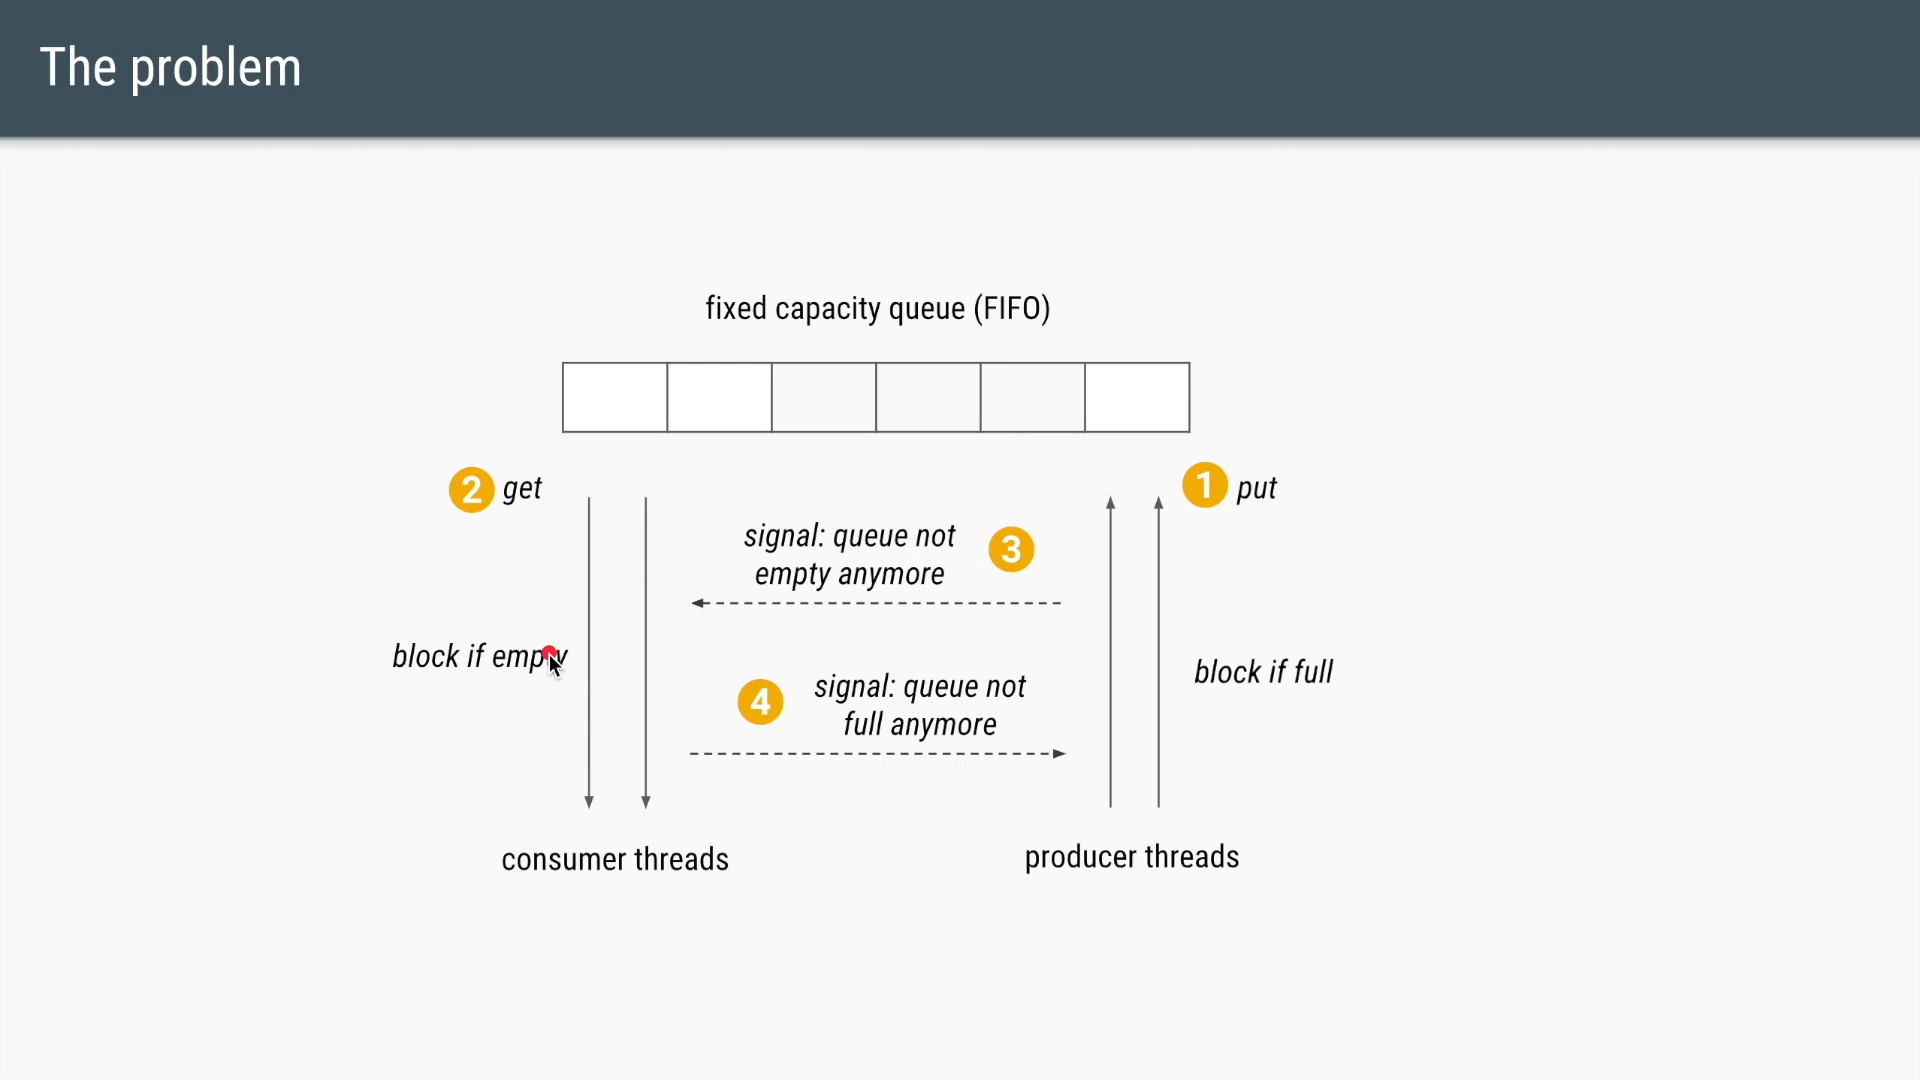 The problem
fixed capacity queue (FIFO)
2 get
1 put
signal: queue not
empty anymore
3
block if empty
4
signal: queue not
full anymore
block if full
consumer threads
producer threads